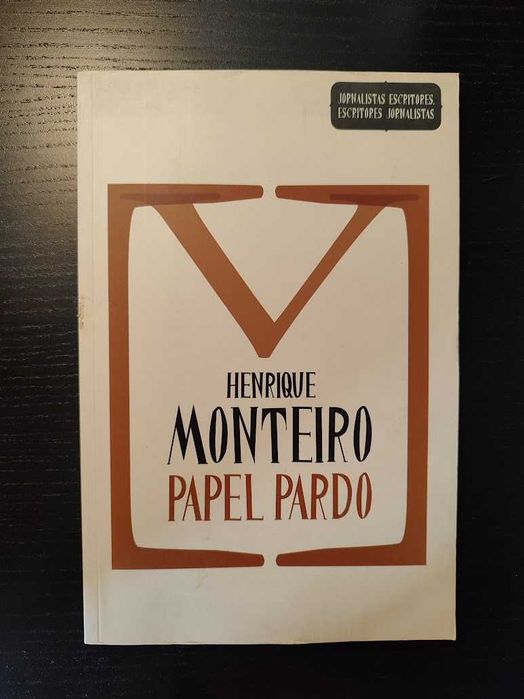 JORNALISTAS ESCRITORES,
ESCRITORES JORNALISTAS
HENRIQUE
MONTEIRO
PAPEL PARDO